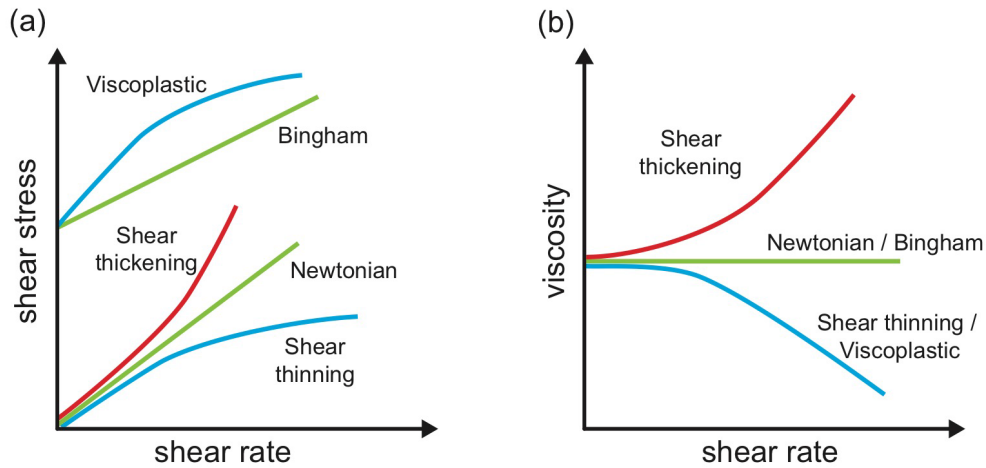 (a)
Viscoplastic
Bingham
Shear
thickening
Newtonian
Shear
thinning
shear stress
shear rate
(b)
Shear
thickening
Newtonian / Bingham
Shear thinning /
Viscoplastic
viscosity
shear rate